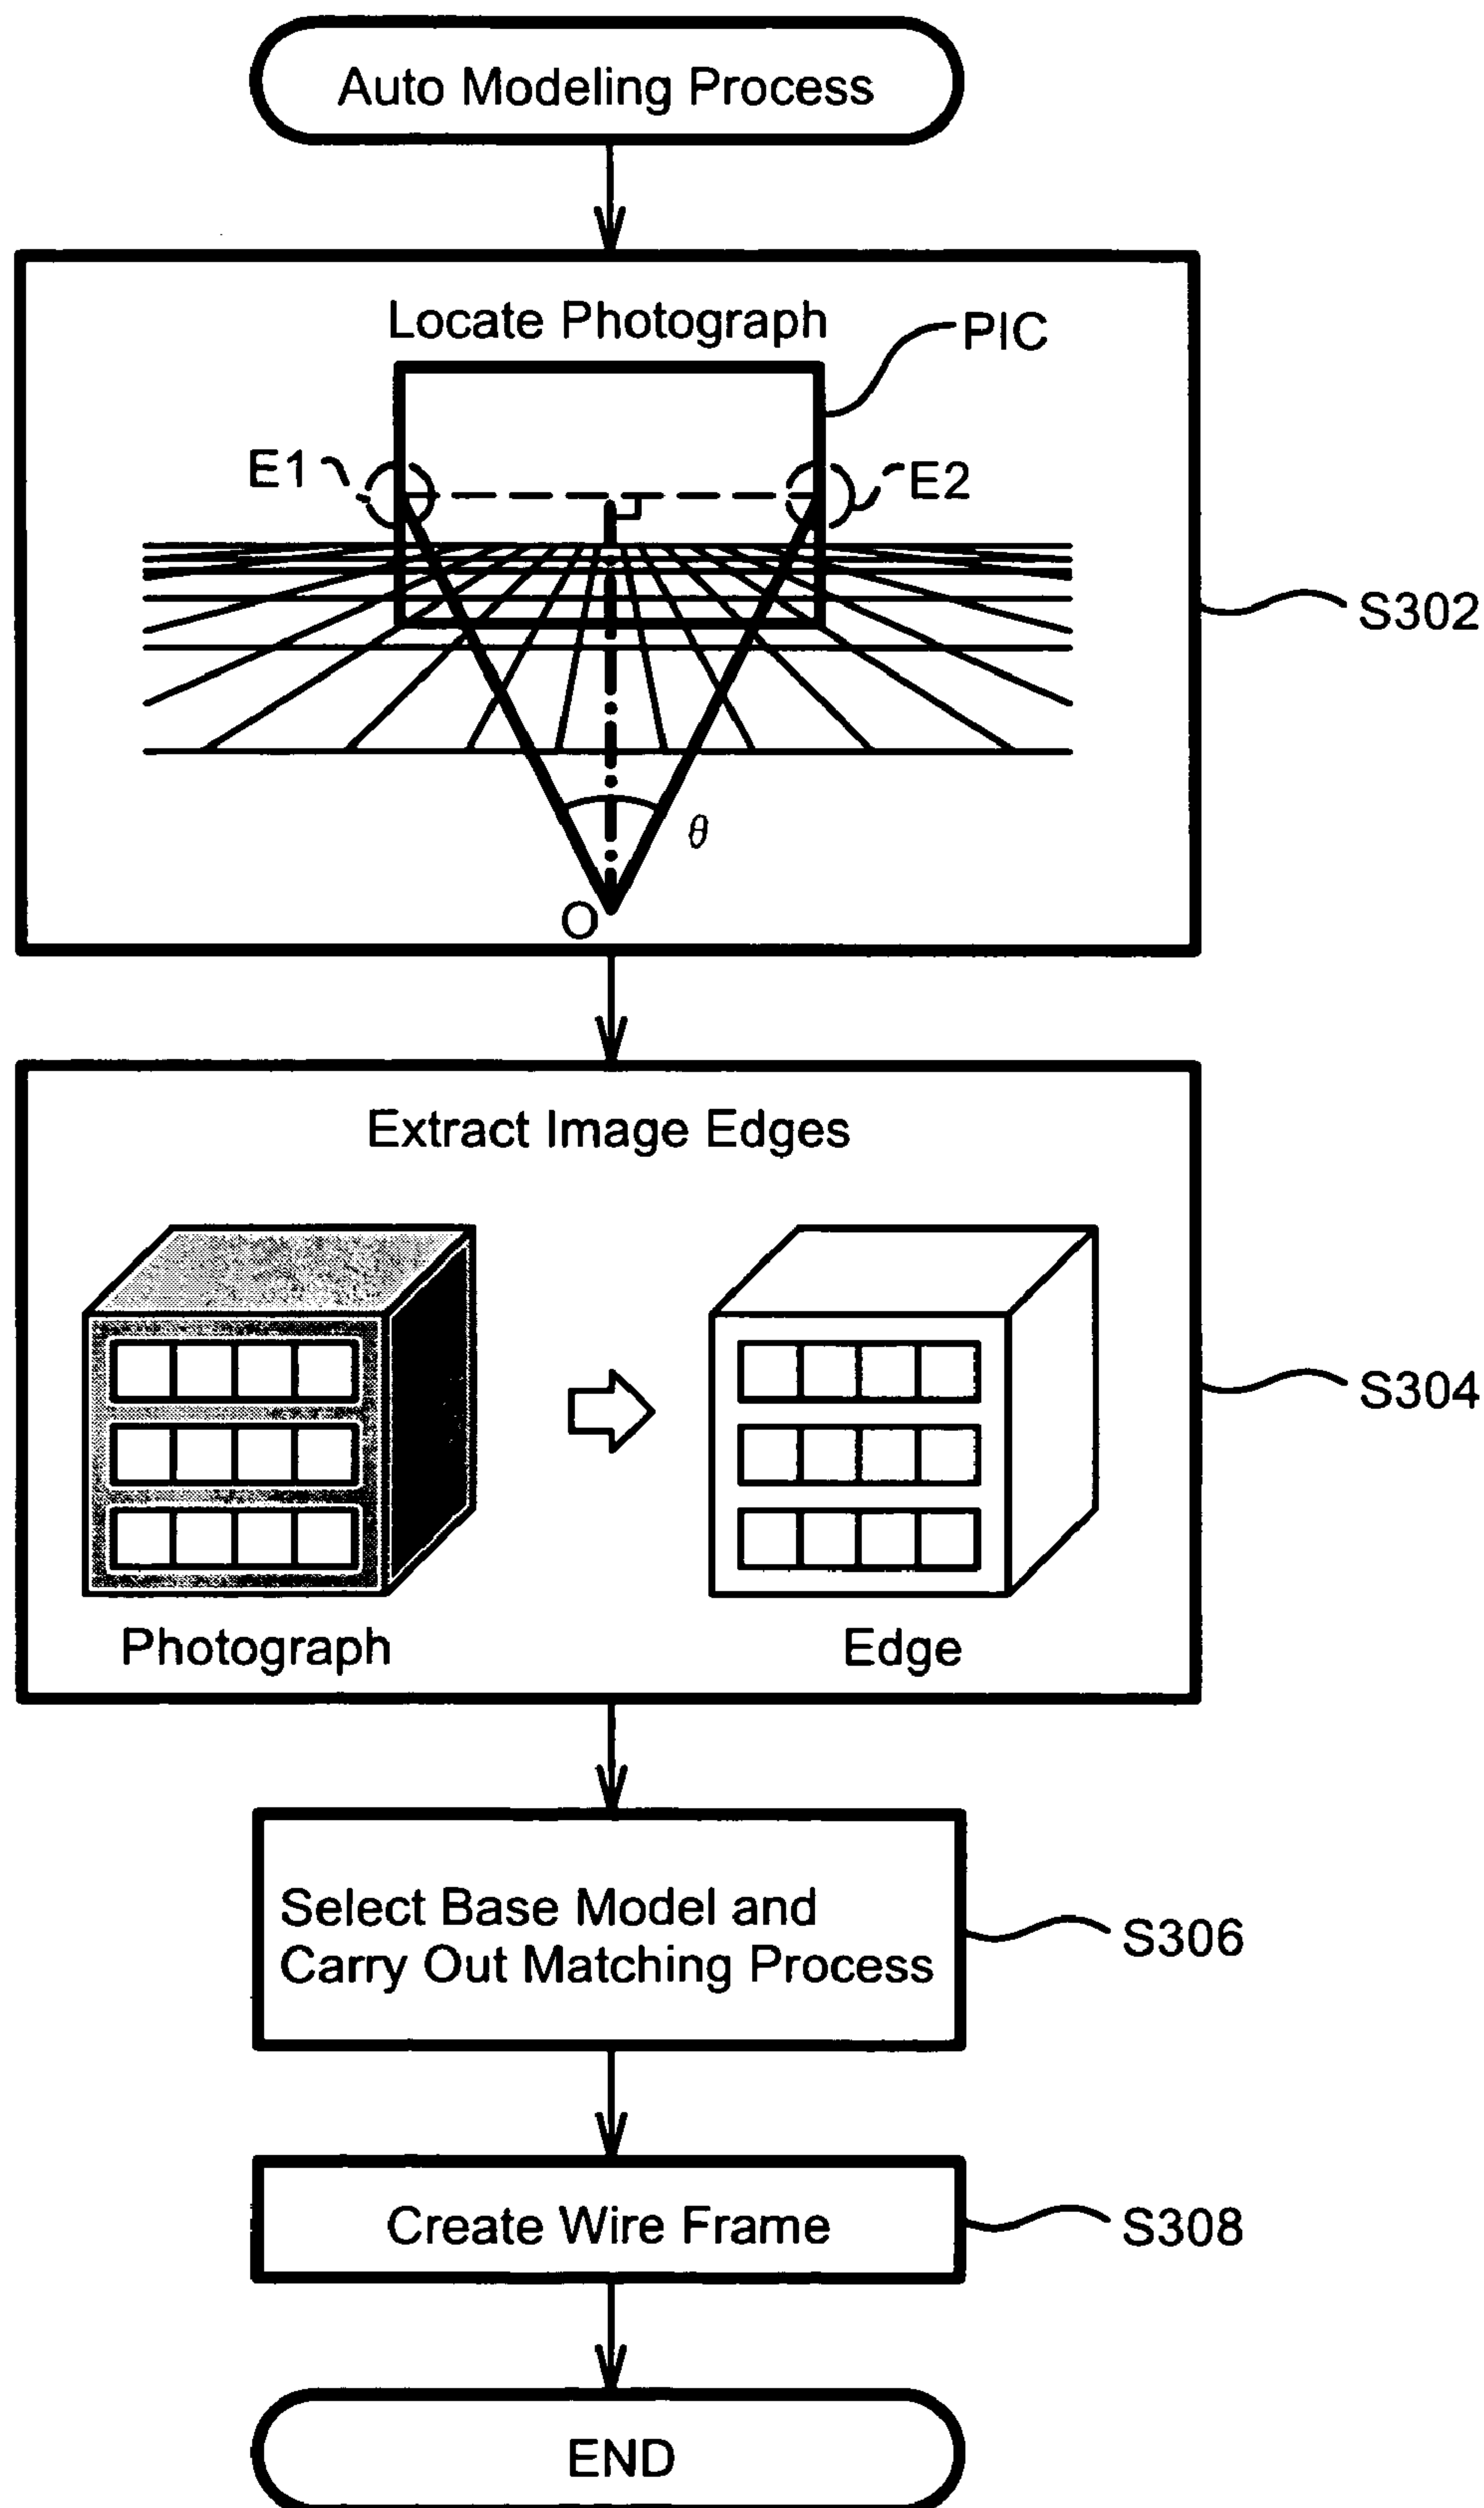 Auto Modeling Process
Locate Photograph
PIC
E1
E2
S302
θ
O
Extract Image Edges
S304
Photograph
Edge
Select Base Model and
Carry Out Matching Process
S306
Create Wire Frame
S308
END